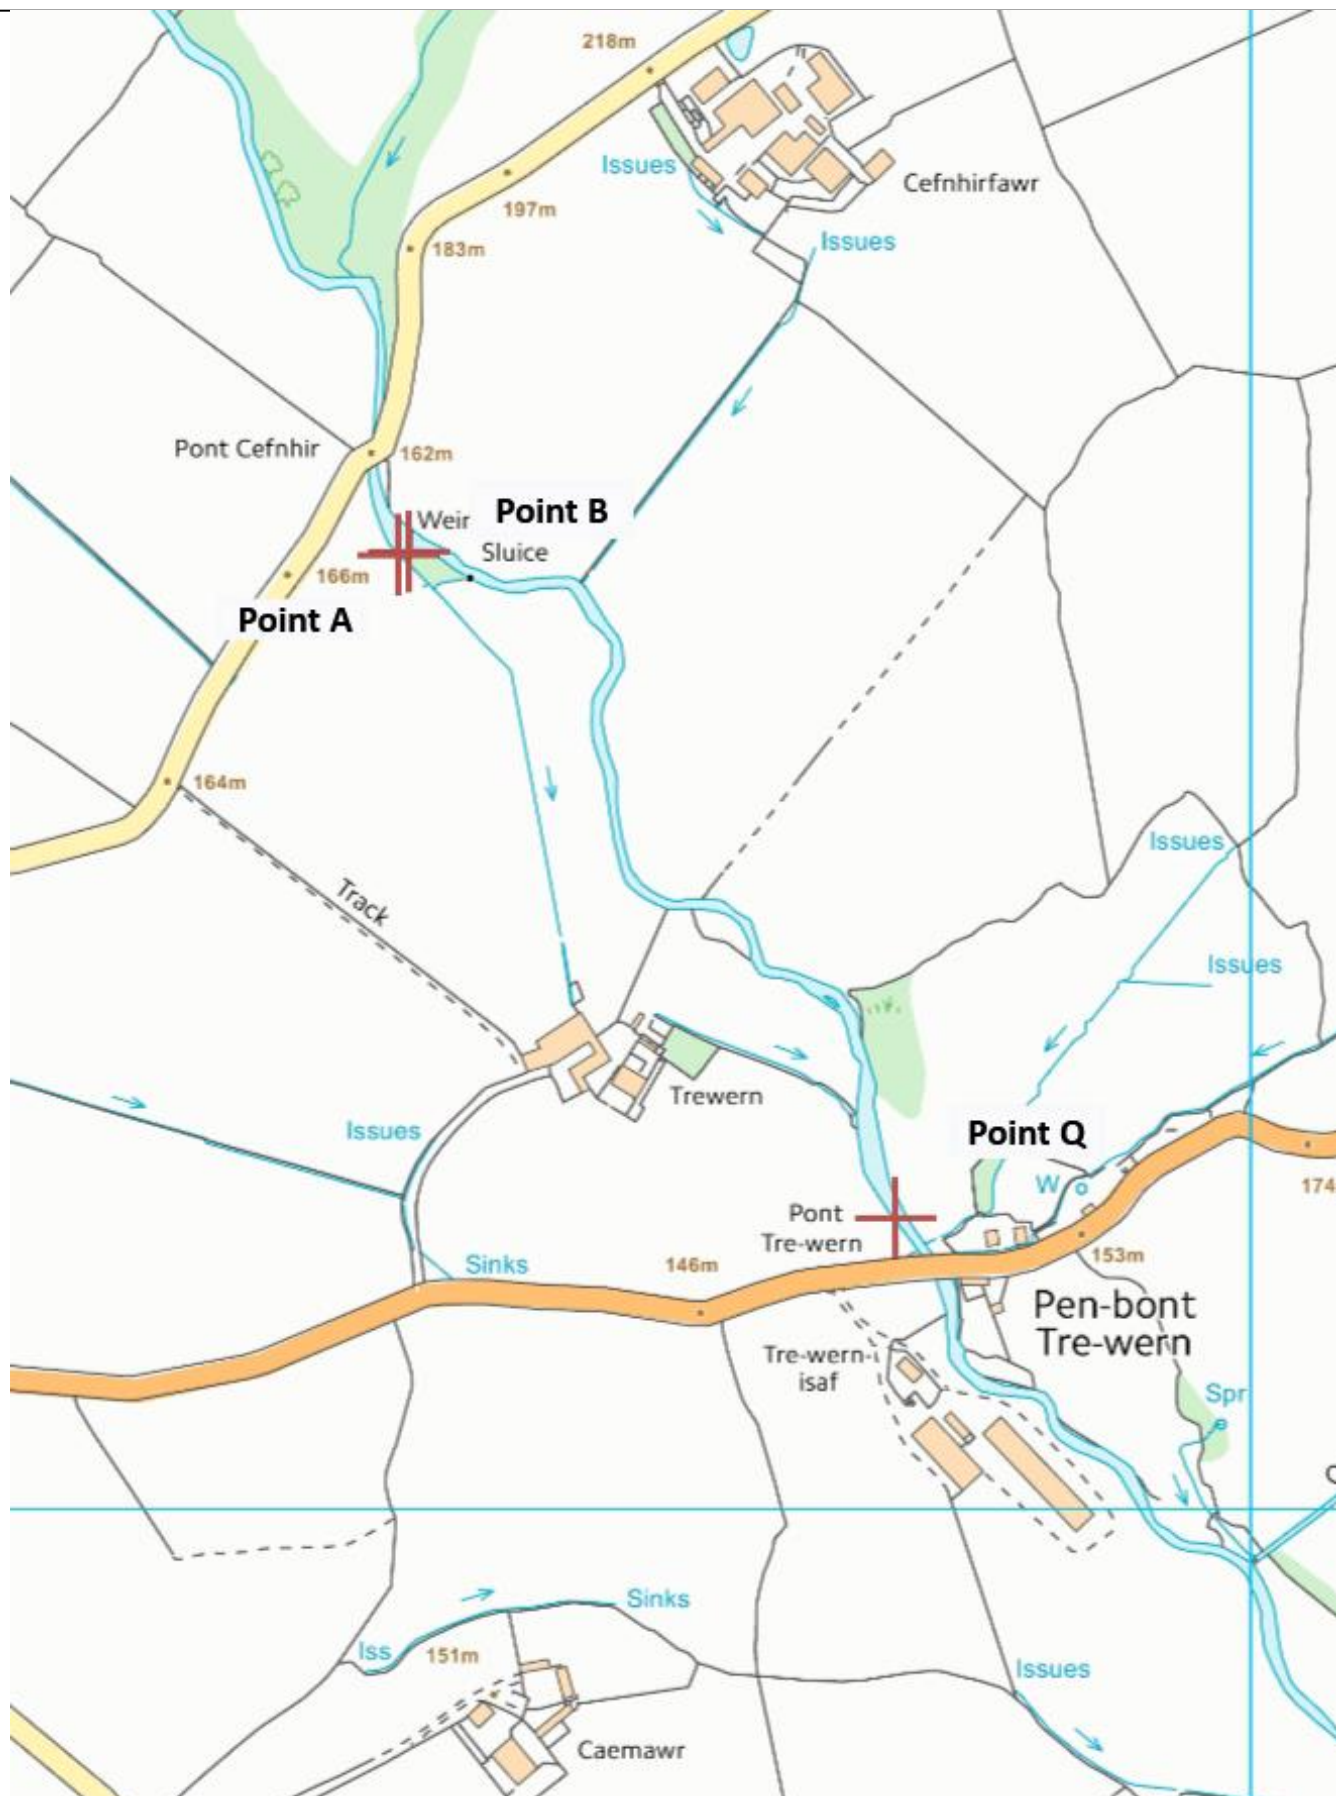 218m
Issues
Cefnhirfawr
197m
183m
Issues
Pont Cefnhir
162m
Weir
Point B
Sluice
166m
Point A
164m
Issues
Track
Issues
Trewern
Issues
Point Q
W
174
Pont
Tre-wern
153m
Sinks
146m
Pen-bont
Tre-wern
Tre-wern-
isaf
Spr
Sinks
Iss
151m
Issues
Caemawr